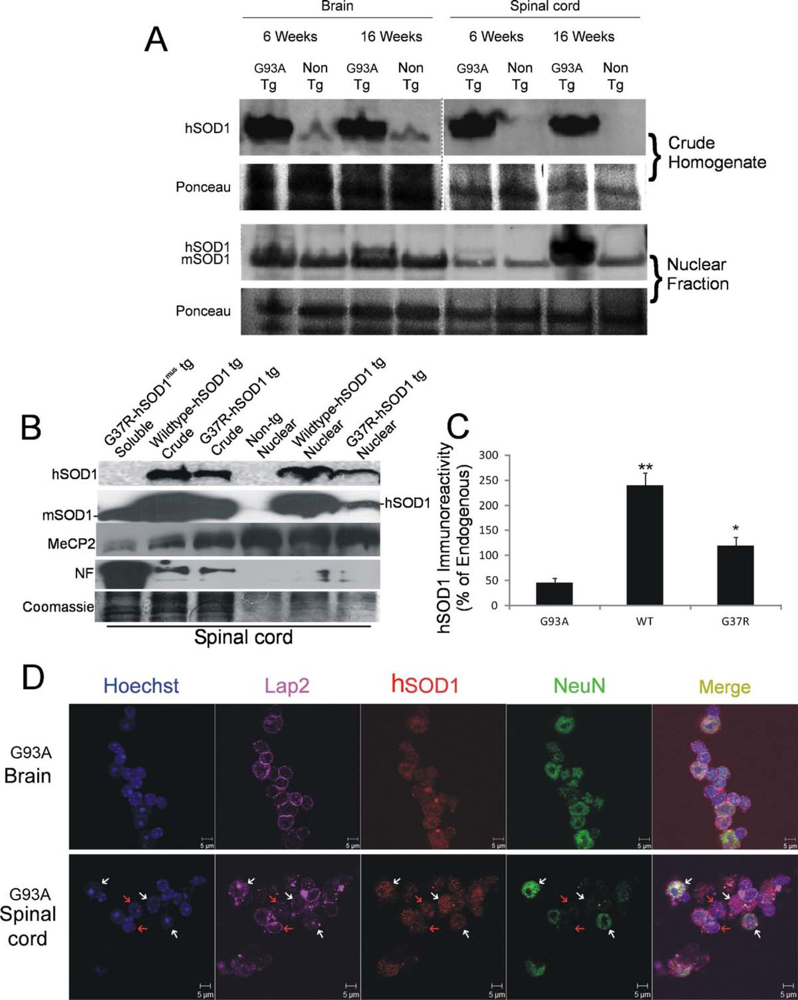 Brain Spinal cord
A
6 Weeks 16 Weeks 6 Weeks 16 Weeks
G93A Non G93A Non G93A Non G93A Non
Tg Tg Tg Tg Tg Tg Tg Tg
hSOD1
Crude
Homogenate
Ponceau
hSOD1
mSOD1
Nuclear
Fraction
Ponceau
B
G37R-hSOD1mus tg
Soluble
Wildtype-hSOD1 tg
Crude
G37R-hSOD1 tg
Crude
Non-tg
Nuclear
Wildtype-hSOD1 tg
Nuclear
G37R-hSOD1 tg
Nuclear
hSOD1
-hSOD1
mSOD1-
MeCP2
NF
Coomassie
Spinal cord
C
hSOD1 Immunoreactivity
(% of Endogenous)
300
250
200
150
100
50
0
**
*
G93A WT G37R
D
Hoechst Lap2 hSOD1 NeuN Merge
G93A
Brain
5 µm 5 µm 5 µm 5 µm 5 µm
G93A
Spinal
cord
5 µm 5 µm 5 µm 5 µm 5 µm